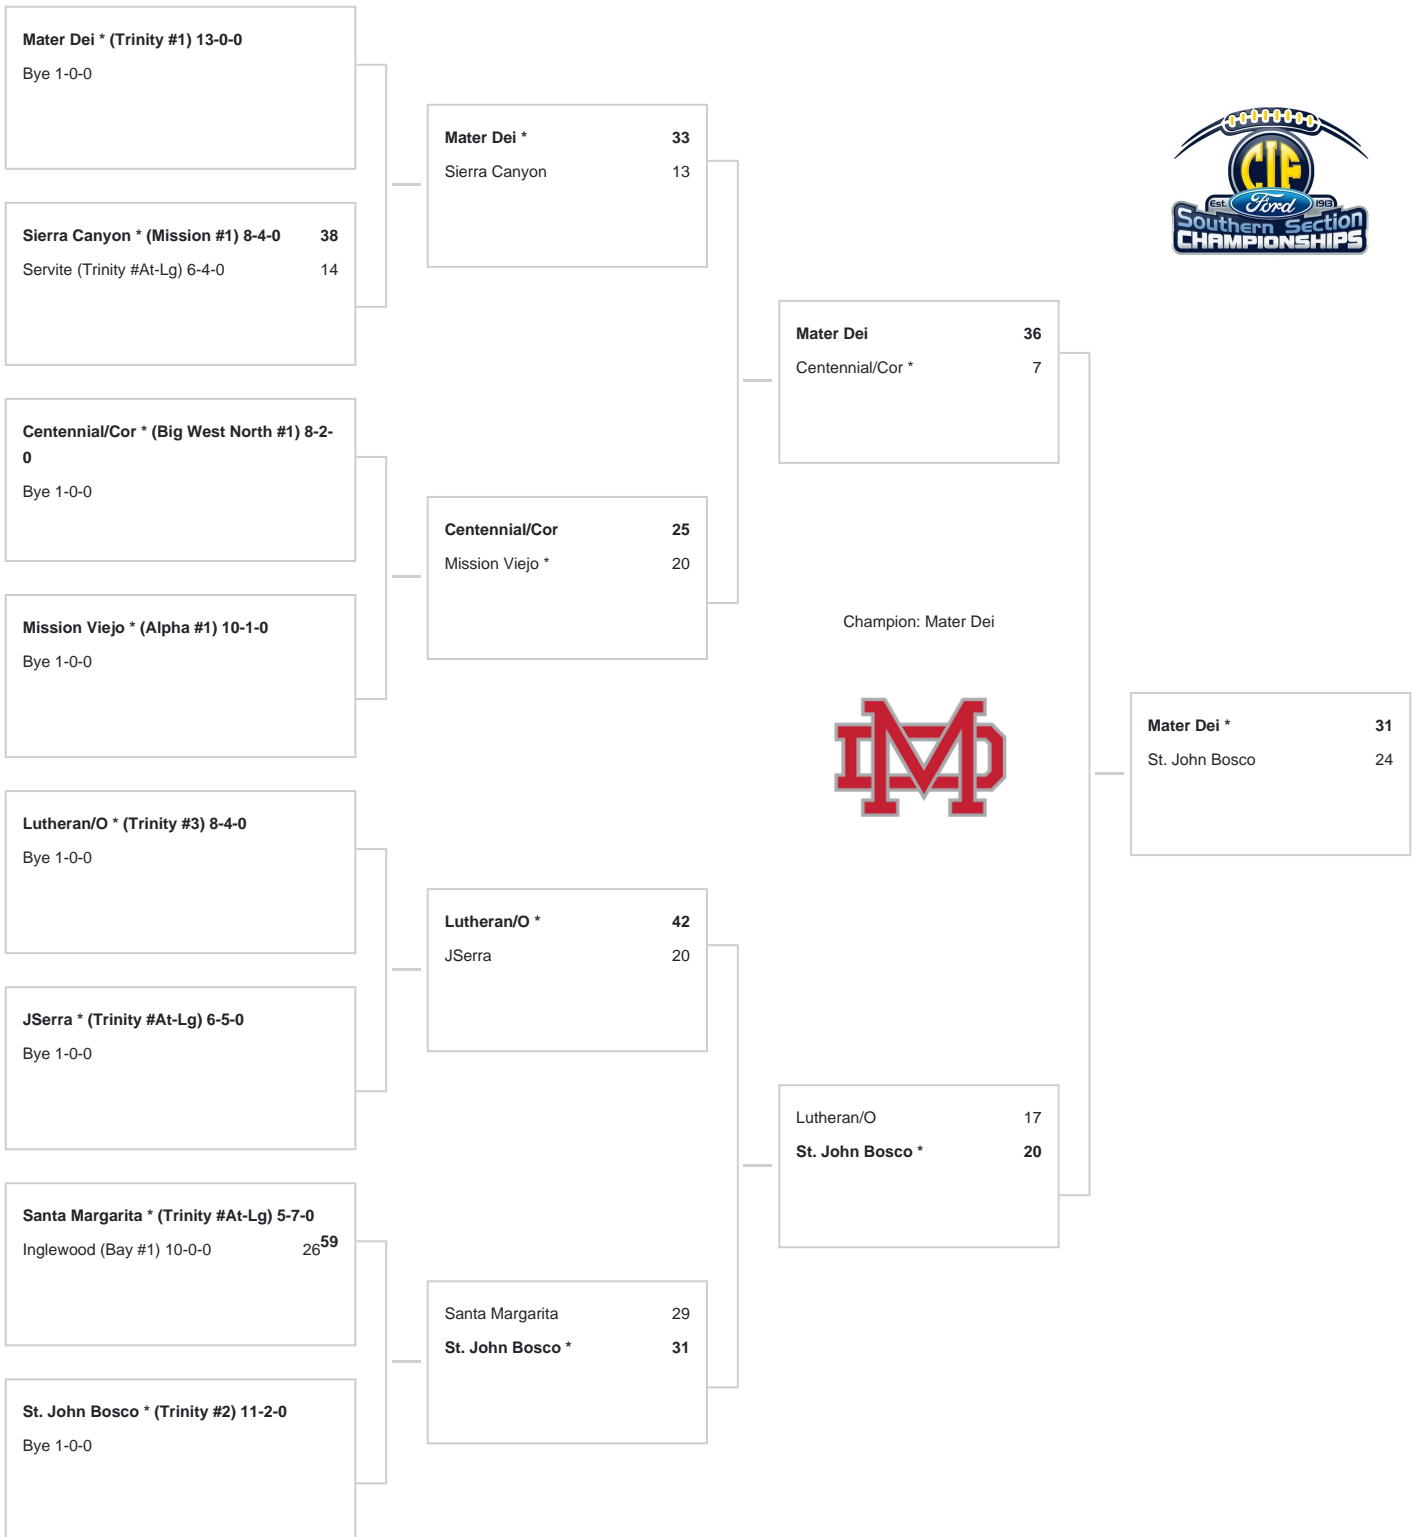 Mater Dei * (Trinity #1) 13-0-0
Bye 1-0-0
Sierra Canyon * (Mission #1) 8-4-0 38
Servite (Trinity #At-Lg) 6-4-0 14
Centennial/Cor * (Big West North #1) 8-2-
0
Bye 1-0-0
Mission Viejo * (Alpha #1) 10-1-0
Bye 1-0-0
Lutheran/O * (Trinity #3) 8-4-0
Bye 1-0-0
JSerra * (Trinity #At-Lg) 6-5-0
Bye 1-0-0
Santa Margarita * (Trinity #At-Lg) 5-7-0
59
Inglewood (Bay #1) 10-0-0 26
St. John Bosco * (Trinity #2) 11-2-0
Bye 1-0-0
Mater Dei * 33
Sierra Canyon 13
Centennial/Cor 25
Mission Viejo * 20
Lutheran/O * 42
JSerra 20
Santa Margarita 29
St. John Bosco * 31
Mater Dei 36
Centennial/Cor * 7
Lutheran/O 17
St. John Bosco * 20
Champion: Mater Dei
MD
Mater Dei * 31
St. John Bosco 24
CIF
Est. Ford 1913
Southern Section
CHAMPIONSHIPS